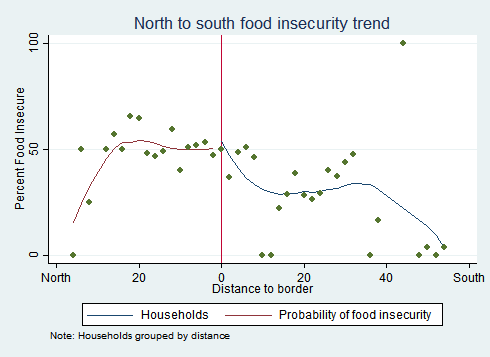 North to south food insecurity trend
Percent Food Insecure
100
50
0
North 20 0 20 40 South
Distance to border
Households Probability of food insecurity
Note: Households grouped by distance